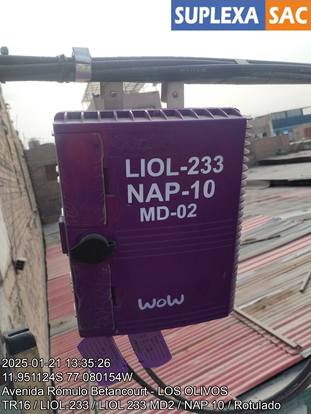 SUPLEXA SAC
LIOL-233
NAP-10
MD-02
WOW
2025-01-21 13:35:26
11.951124S 77.080154W
Avenida Rómulo Betancourt - LOS OLIVOS
TR16 / LIOL-233 / LIOL 233 MD2 / NAP-10 / Rotulado